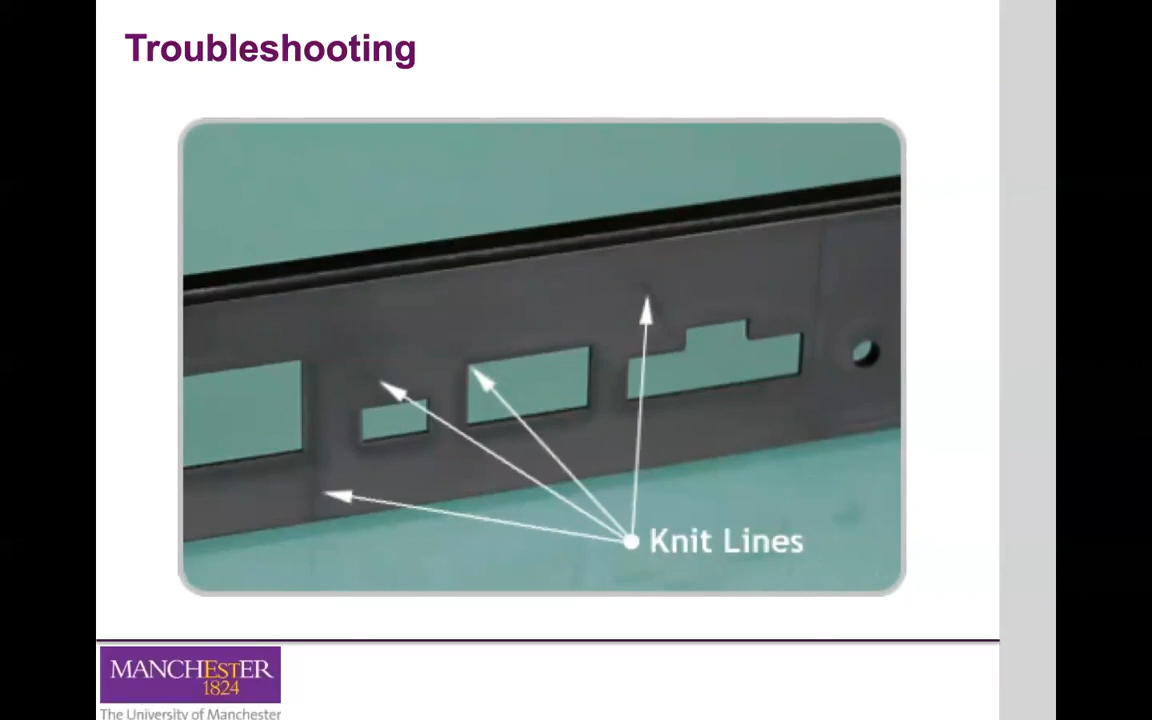 Troubleshooting
Knit Lines
MANCHESTER
1824
The University of Manchester